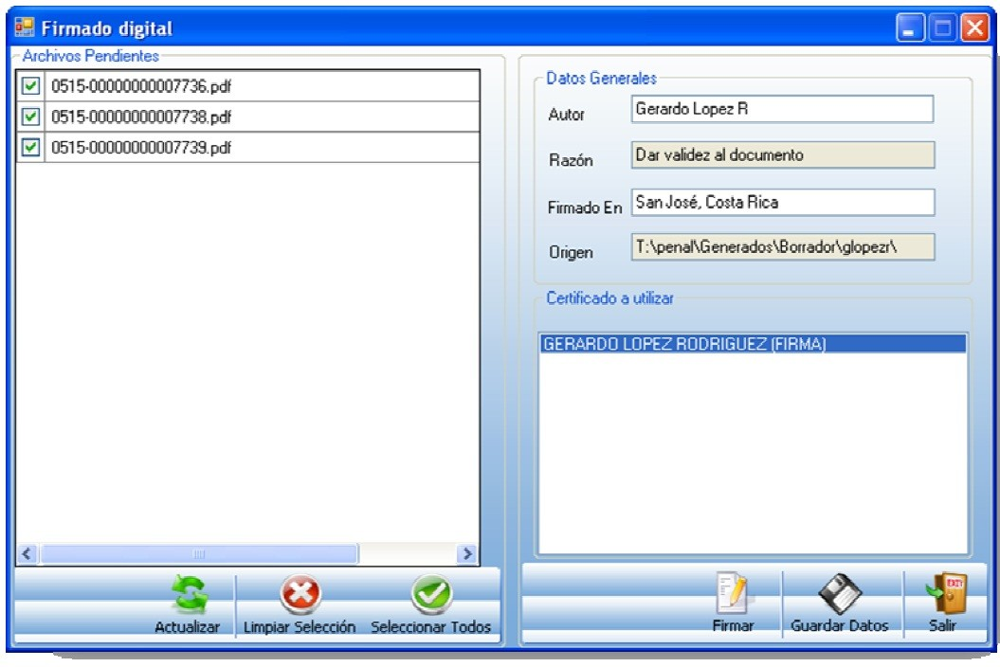 Firmado digital
Archivos Pendientes
0515-00000000007736.pdf
0515-00000000007738.pdf
0515-00000000007739.pdf
Actualizar
Limpiar Selección
Seleccionar Todos
Datos Generales
Autor
Gerardo Lopez R
Razón
Dar validez al documento
Firmado En
San José, Costa Rica
Origen
T:\penal\Generados\Borrador\glopezr\
Certificado a utilizar
GERARDO LOPEZ RODRIGUEZ (FIRMA)
Firmar
Guardar Datos
EXIT
Salir